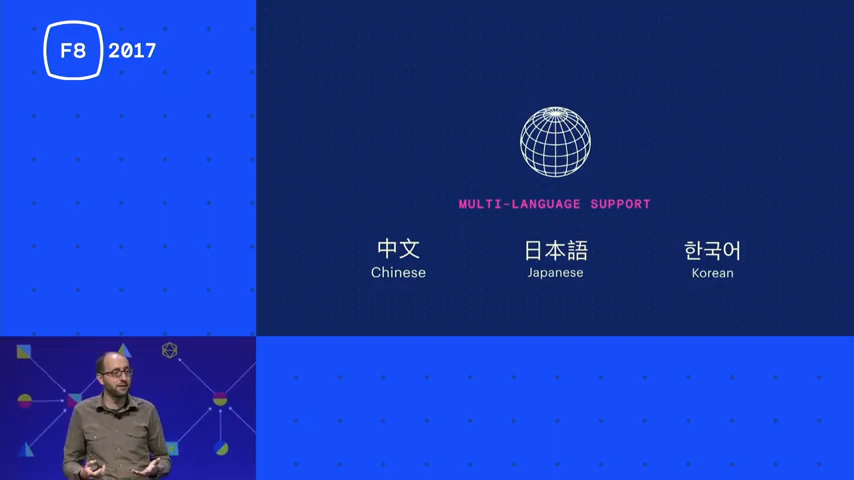 F8 2017
MULTI-LANGUAGE SUPPORT
中文 日本語 한국어
Chinese Japanese Korean